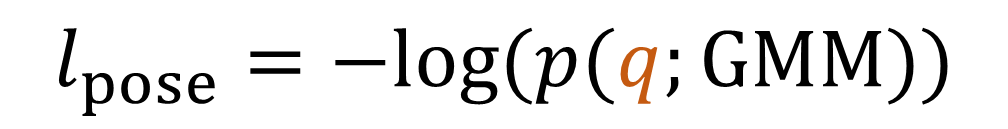 l_pose = −log(p(q; GMM))